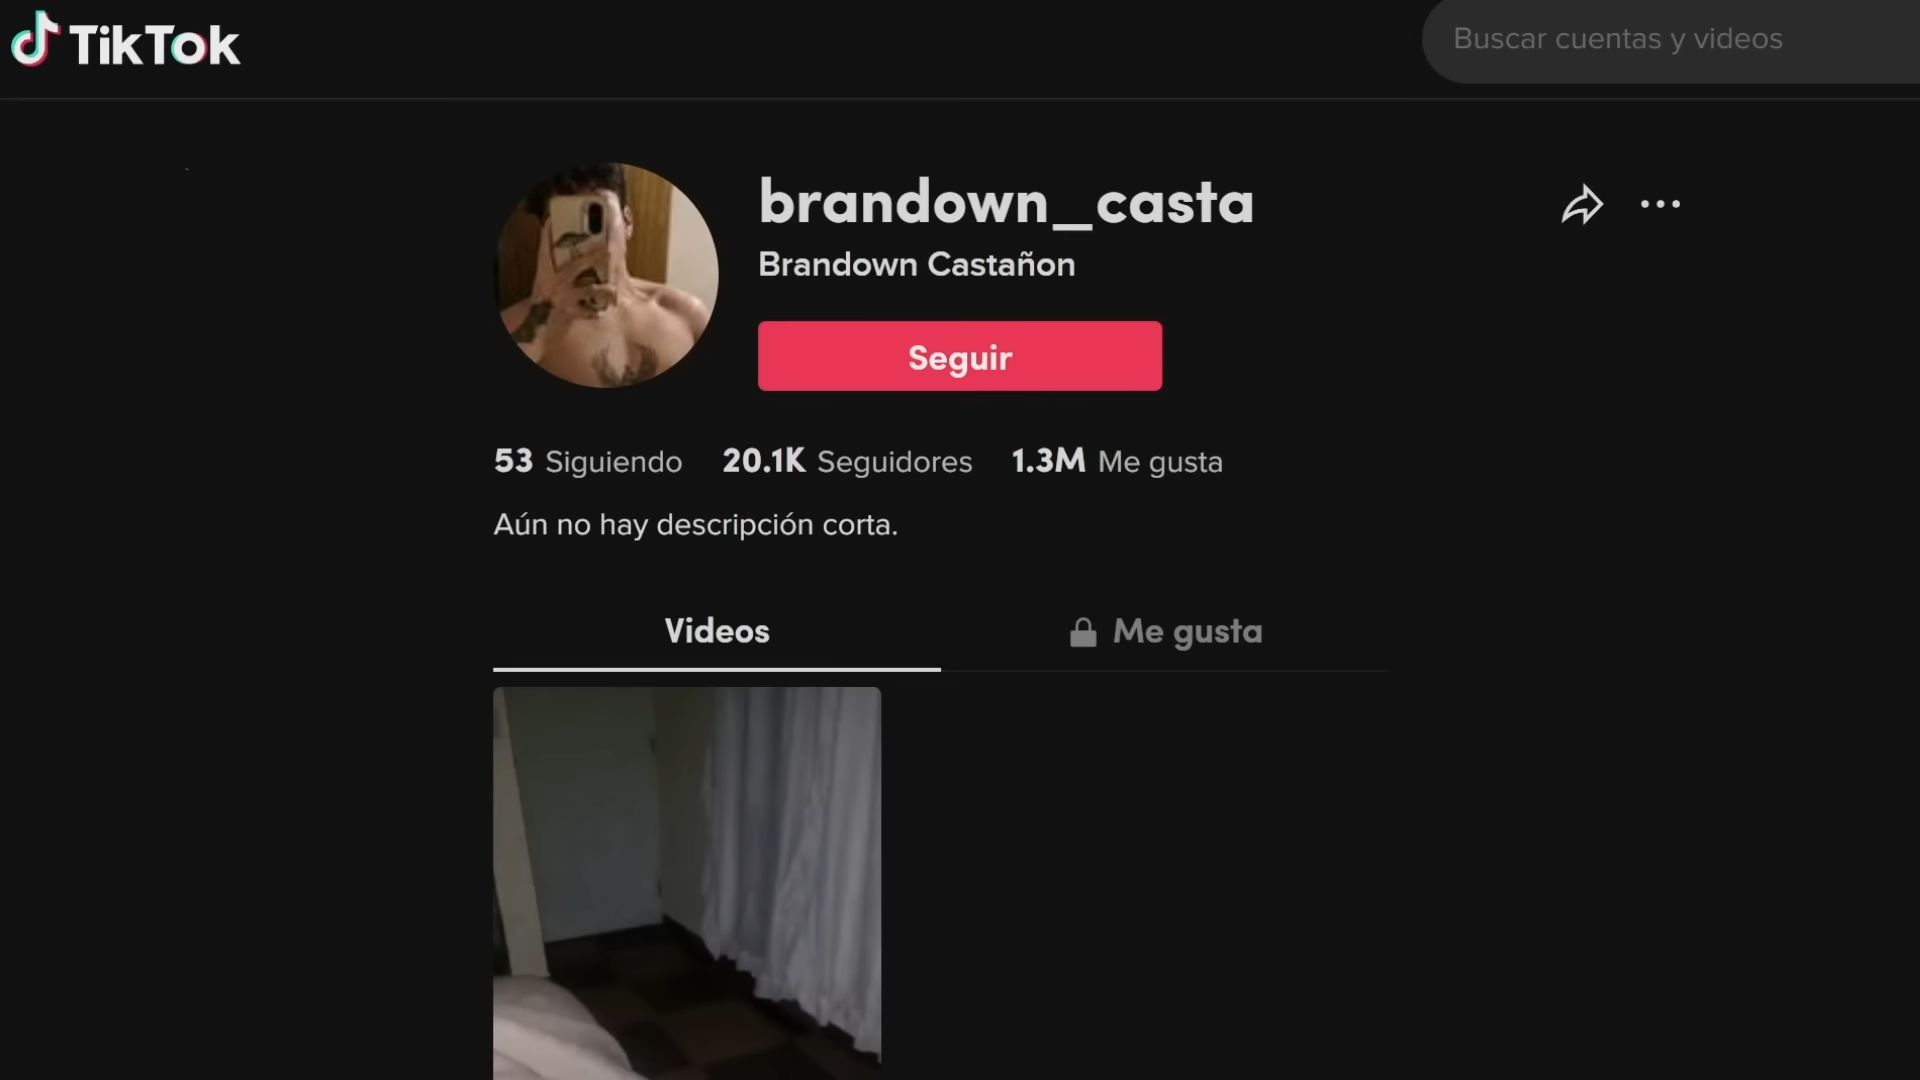 TikTok
Buscar cuentas y videos
brandown_casta
Brandown Castañon
Seguir
53 Siguiendo 20.1K Seguidores 1.3M Me gusta
Aún no hay descripción corta.
Videos Me gusta